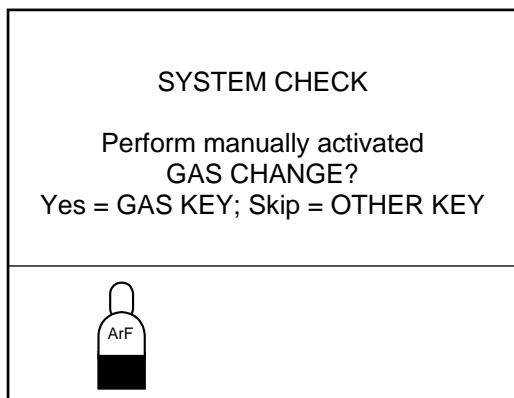 SYSTEM CHECK
Perform manually activated
GAS CHANGE?
Yes = GAS KEY; Skip = OTHER KEY
ArF